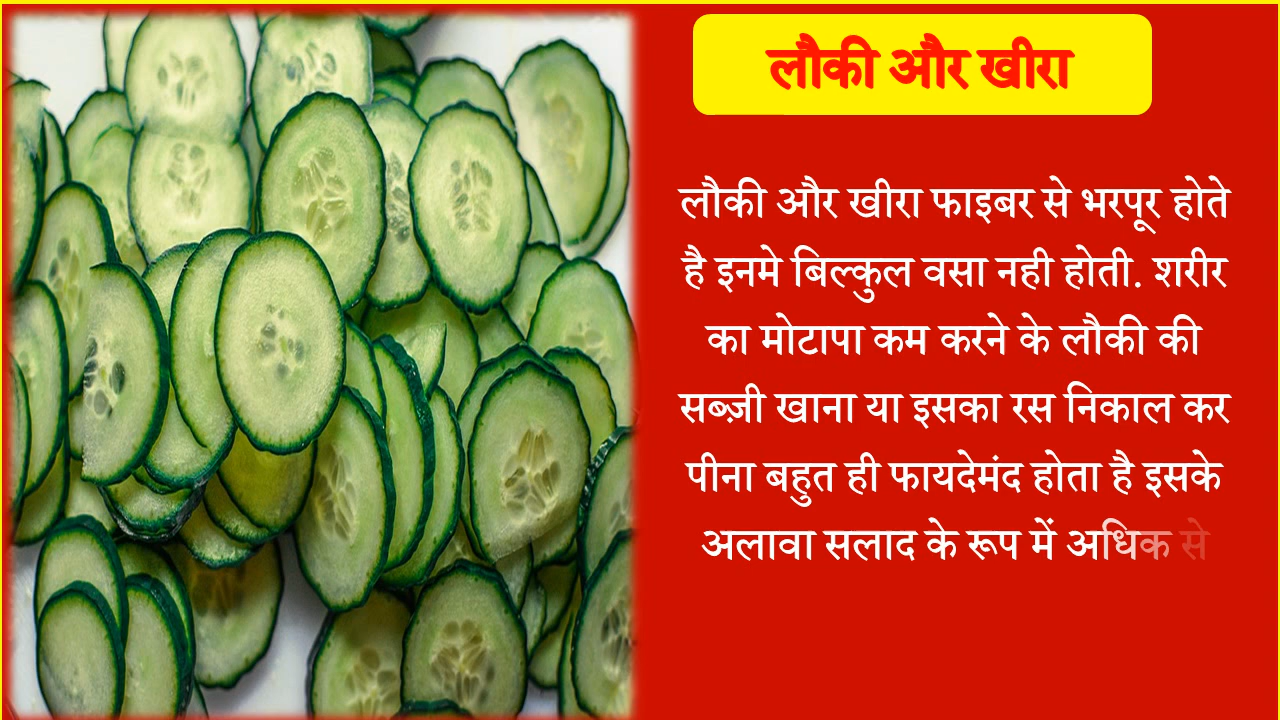 लौकी और खीरा
लौकी और खीरा फाइबर से भरपूर होते
है इनमे बिल्कुल वसा नही होती. शरीर
का मोटापा कम करने के लौकी की
सब्ज़ी खाना या इसका रस निकाल कर
पीना बहुत ही फायदेमंद होता है इसके
अलावा सलाद के रूप में अधिक से